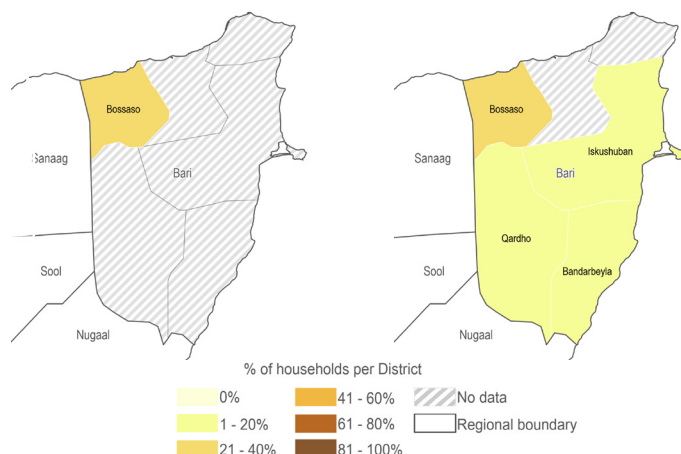 Bossaso
Sanaag
Bari
Sool
Nugaal
Bossaso
Iskushuban
Sanaag
Bari
Qardho
Sool
Bandarbeyla
Nugaal
% of households per District
0%
1 - 20%
21 - 40%
41 - 60%
61 - 80%
81 - 100%
No data
Regional boundary